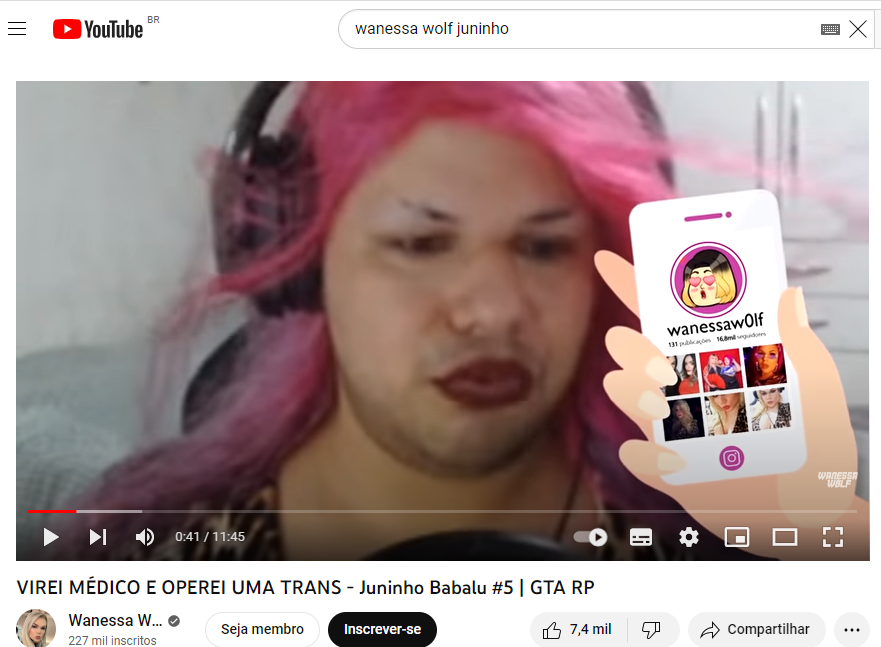 YouTube BR
wanessa wolf juninho
wanessaw0lf
131 publicações 16,8mil seguidores
WANESSA
WOLF
0:41 / 11:45
VIREI MÉDICO E OPEREI UMA TRANS - Juninho Babalu #5 | GTA RP
Wanessa W...
227 mil inscritos
Seja membro
Inscrever-se
7,4 mil
Compartilhar